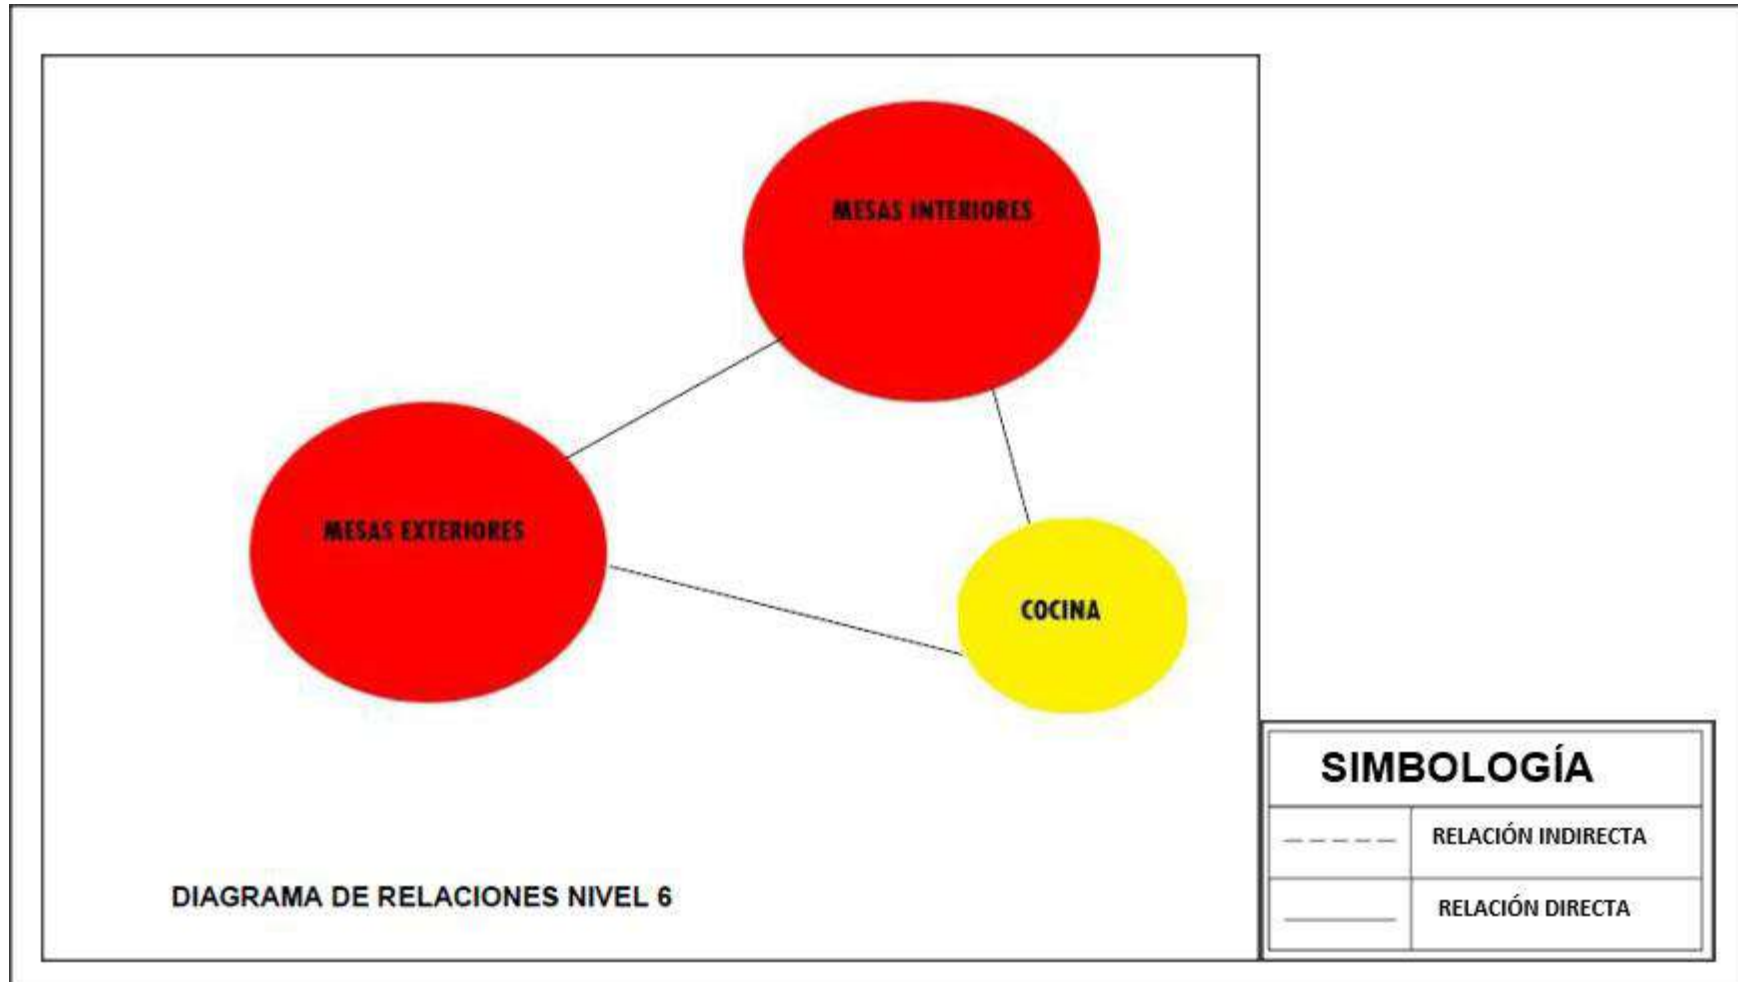 MESAS INTERIORES
MESAS EXTERIORES
COCINA
DIAGRAMA DE RELACIONES NIVEL 6
SIMBOLOGÍA
RELACIÓN INDIRECTA
RELACIÓN DIRECTA